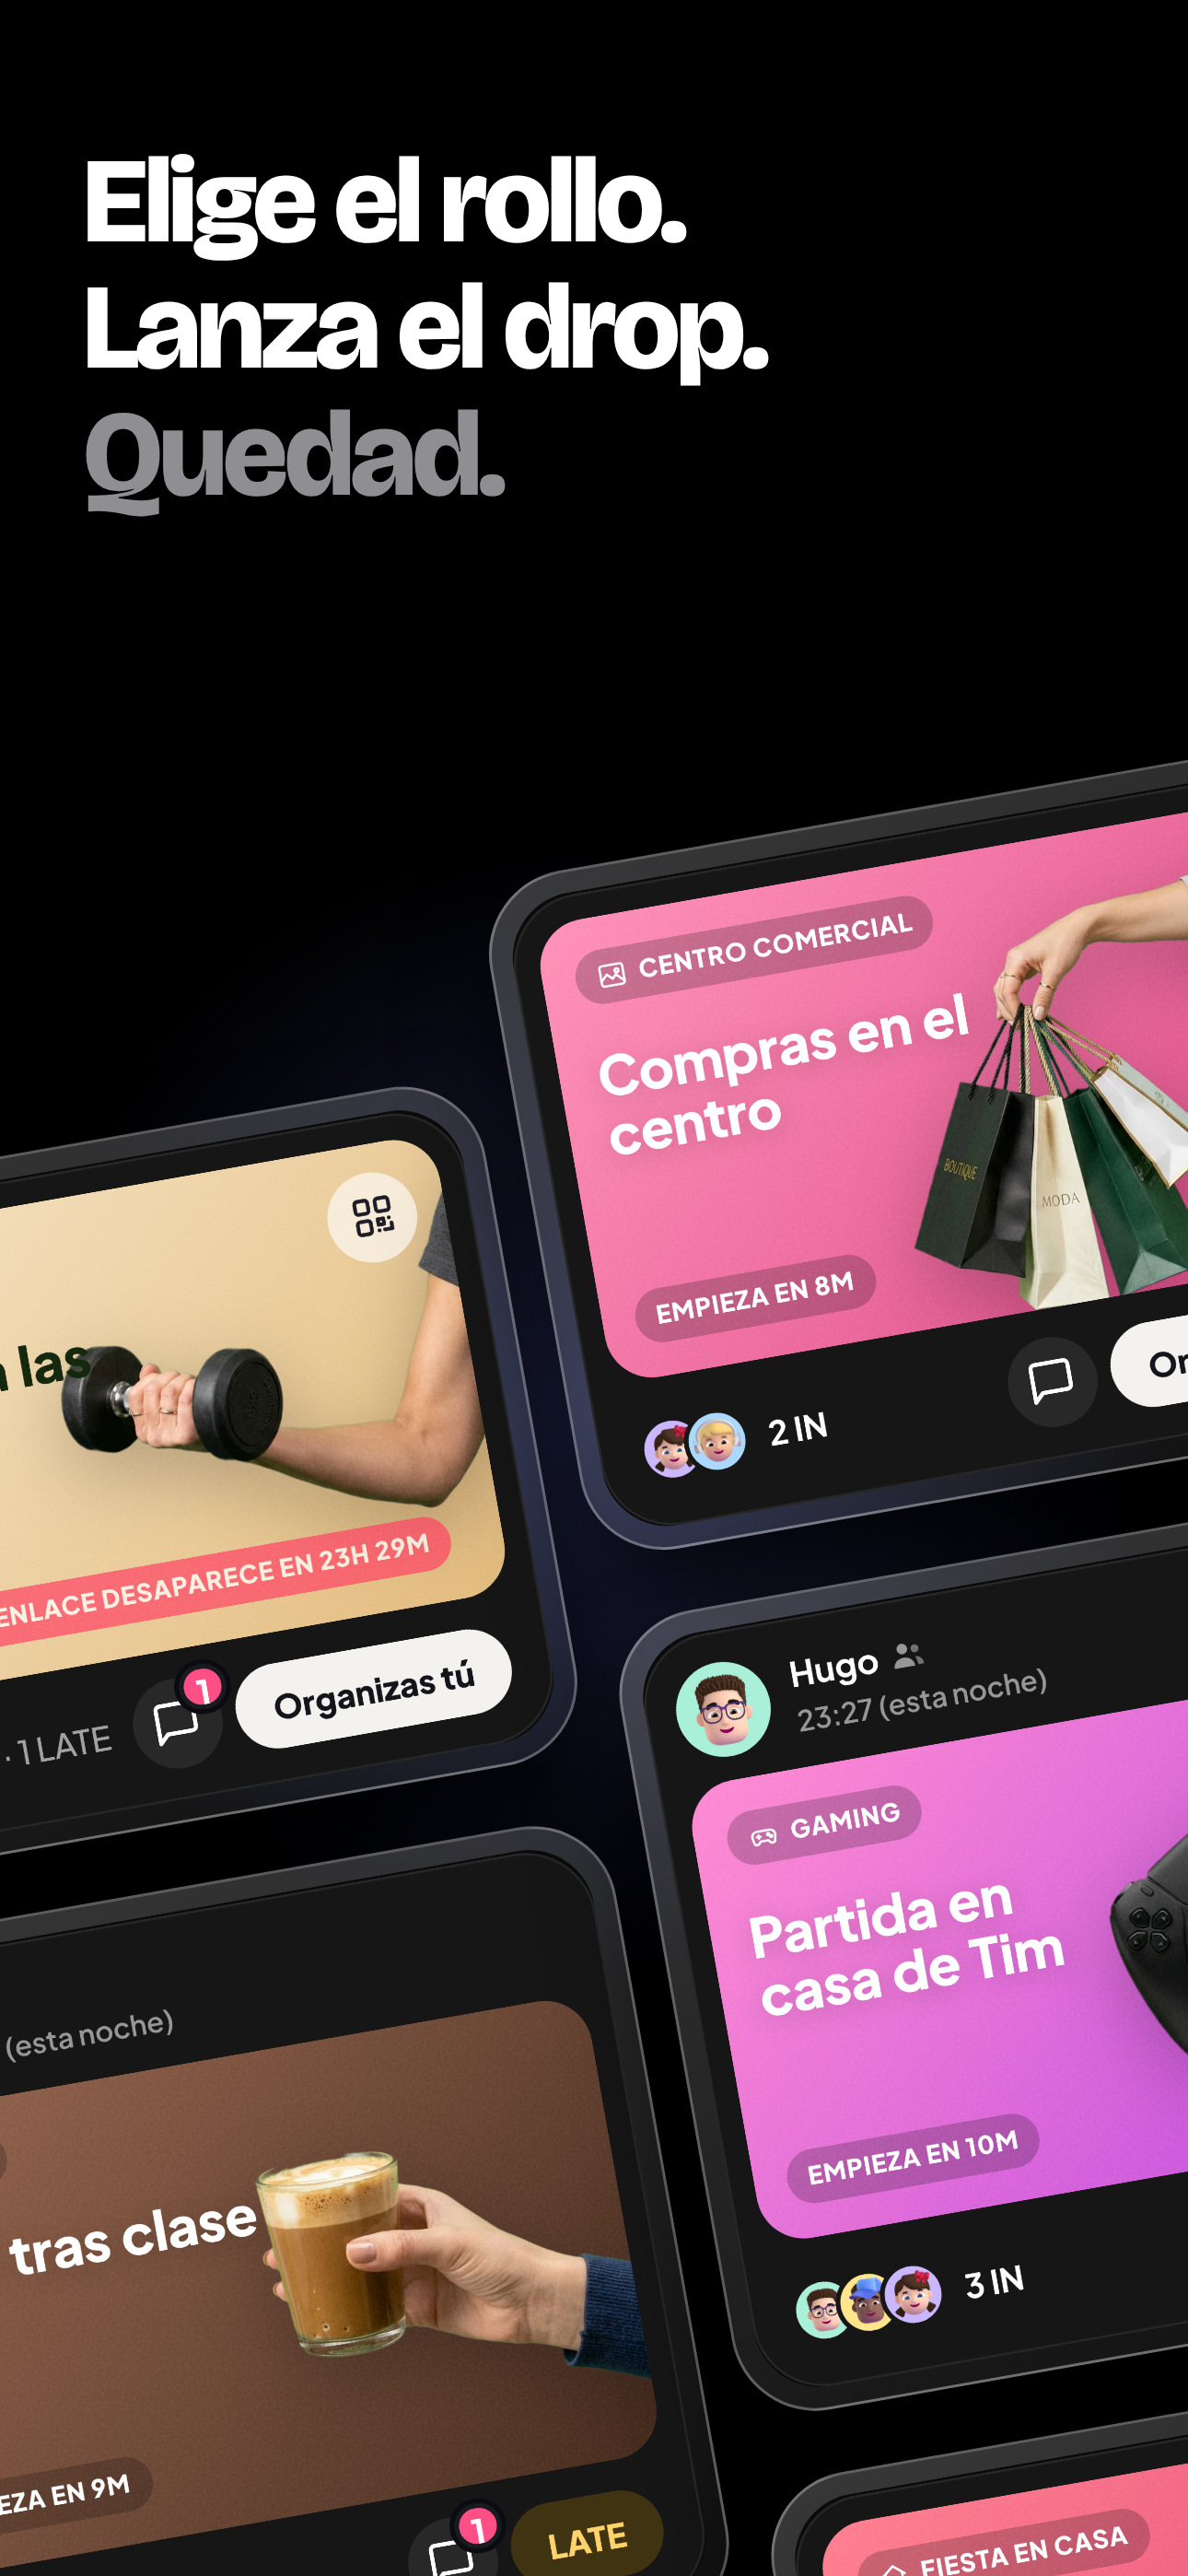 Elige el rollo.
Lanza el drop.
Quedad.
CENTRO COMERCIAL
Compras en el
centro
BOUTIQUE
MODA
EMPIEZA EN 8M
Or
2 IN
a las
ENLACE DESAPARECE EN 23H 29M
· 1 LATE
1
Organizas tú
Hugo
23:27 (esta noche)
GAMING
Partida en
casa de Tim
EMPIEZA EN 10M
3 IN
(esta noche)
tras clase
EZA EN 9M
1
LATE
FIESTA EN CASA